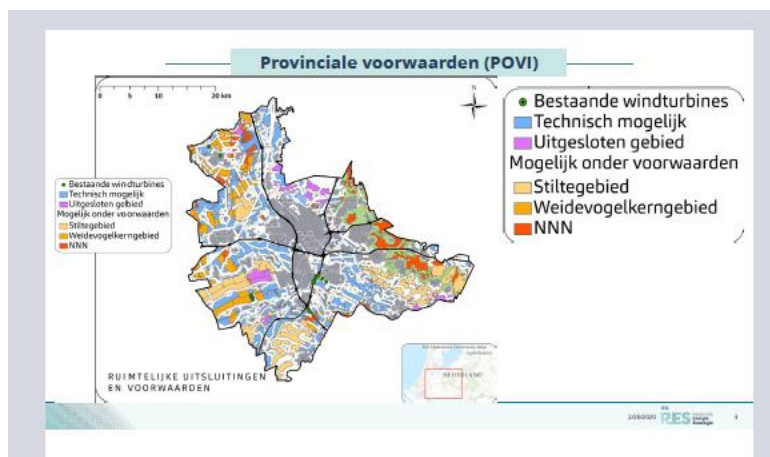 Provinciale voorwaarden (POVI)
0 5 10 20 km
N
Bestaande windturbines
Technisch mogelijk
Uitgesloten gebied
Mogelijk onder voorwaarden
Stiltegebied
Weidevogelkerngebied
NNN
Bestaande windturbines
Technisch mogelijk
Uitgesloten gebied
Mogelijk onder voorwaarden
Stiltegebied
Weidevogelkerngebied
NNN
NEDERLAND
RUIMTELIJKE UITSLUITINGEN
EN VOORWAARDEN
RES